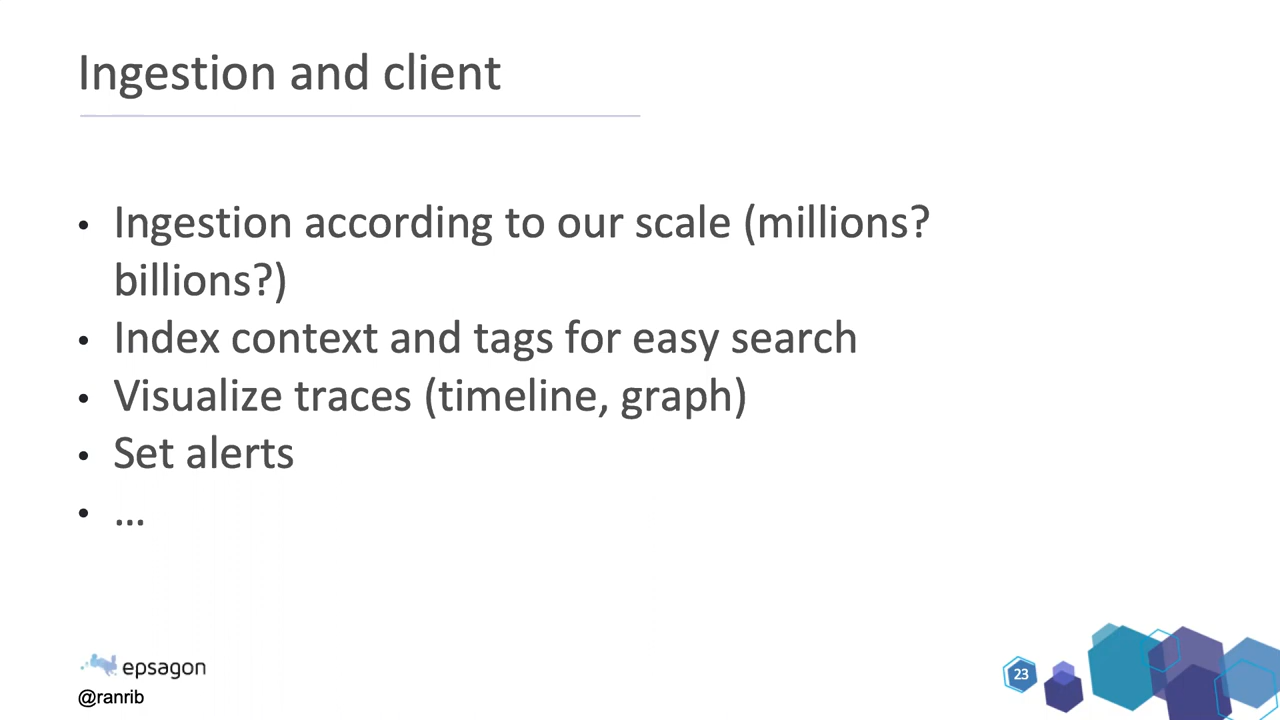 Ingestion and client
• Ingestion according to our scale (millions?
billions?)
• Index context and tags for easy search
• Visualize traces (timeline, graph)
• Set alerts
• …
epsagon
@ranrib
23